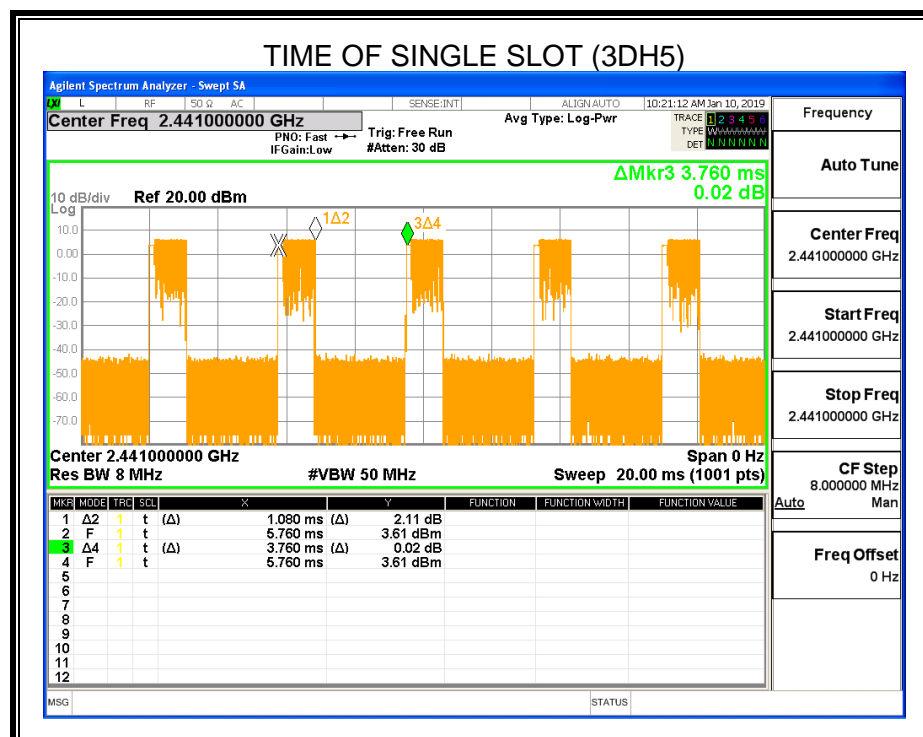 TIME OF SINGLE SLOT (3DH5)
Agilent Spectrum Analyzer - Swept SA
LXI L RF 50 Ω AC SENSE:INT ALIGN AUTO 10:21:12 AM Jan 10, 2019
Center Freq 2.441000000 GHz
PNO: Fast
IFGain:Low
Trig: Free Run
#Atten: 30 dB
Avg Type: Log-Pwr
TRACE 1 2 3 4 5 6
TYPE
DET N N N N N N
ΔMkr3 3.760 ms
0.02 dB
10 dB/div Ref 20.00 dBm
Log
10.0
0.00
-10.0
-20.0
-30.0
-40.0
-50.0
-60.0
-70.0
1Δ2
3Δ4
Center 2.441000000 GHz Span 0 Hz
Res BW 8 MHz #VBW 50 MHz Sweep 20.00 ms (1001 pts)
MKR MODE TRC SCL X Y FUNCTION FUNCTION WIDTH FUNCTION VALUE
1 Δ2 1 t (Δ) 1.080 ms (Δ) 2.11 dB
2 F 1 t 5.760 ms 3.61 dBm
3 Δ4 1 t (Δ) 3.760 ms (Δ) 0.02 dB
4 F 1 t 5.760 ms 3.61 dBm
5
6
7
8
9
10
11
12
MSG STATUS
Frequency
Auto Tune
Center Freq
2.441000000 GHz
Start Freq
2.441000000 GHz
Stop Freq
2.441000000 GHz
CF Step
8.000000 MHz
Auto Man
Freq Offset
0 Hz